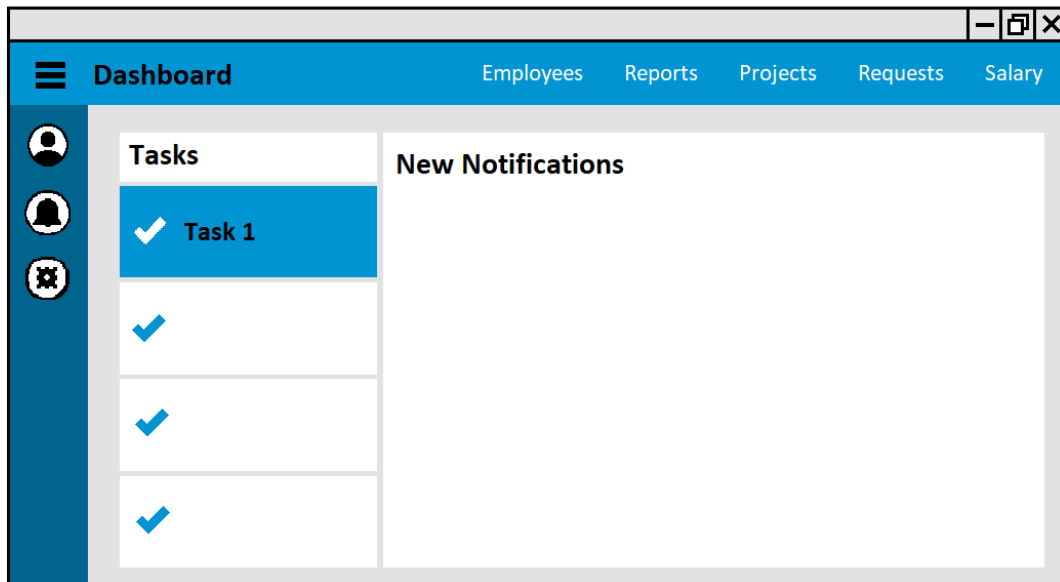 Dashboard Employees Reports Projects Requests Salary
Tasks
New Notifications
Task 1